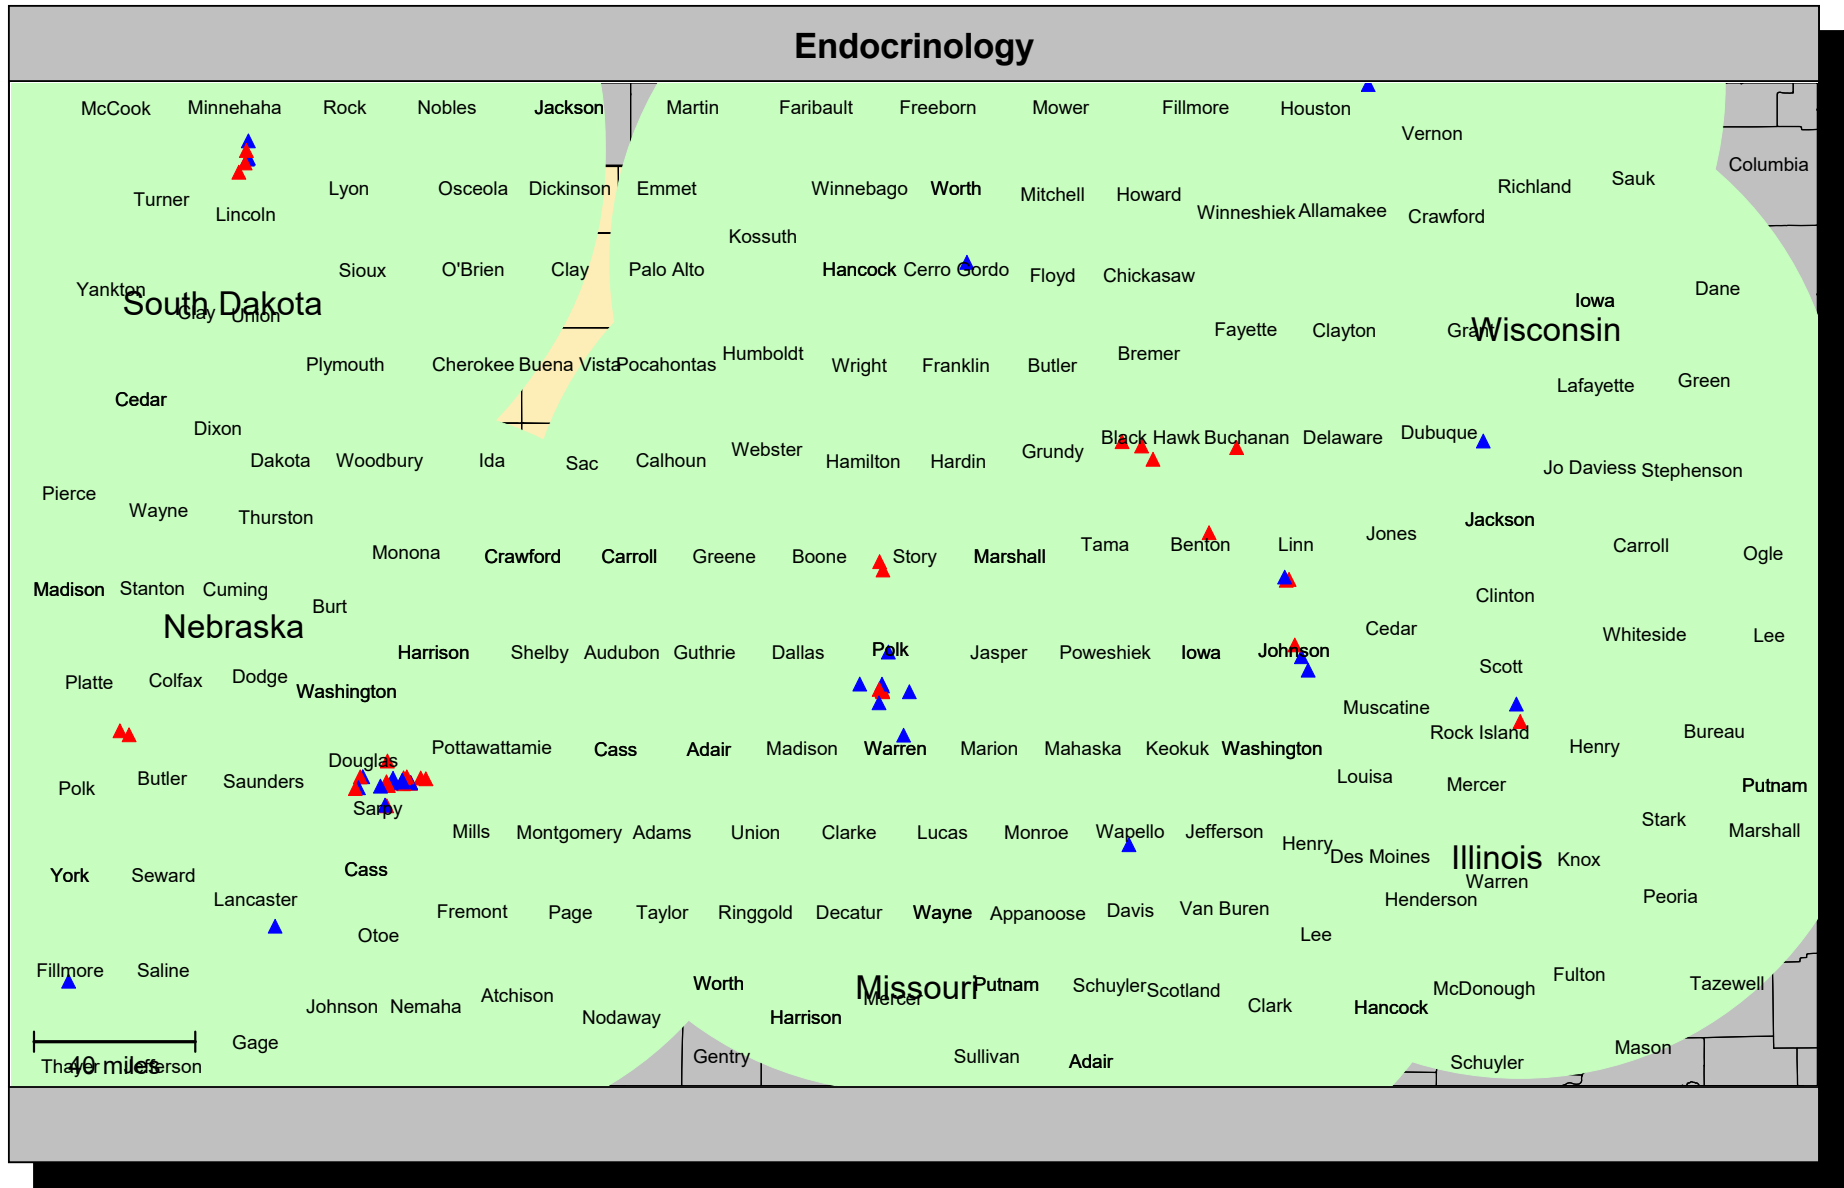 Endocrinology
McCook Minnehaha Rock Nobles Jackson Martin Faribault Freeborn Mower Fillmore Houston
Vernon
Columbia
Turner Lyon Osceola Dickinson Emmet Winnebago Worth Mitchell Howard Richland Sauk
Lincoln Winneshiek Allamakee Crawford
Kossuth
Sioux O'Brien Clay Palo Alto Hancock Cerro Gordo Floyd Chickasaw
Yankton Dane
South Dakota Iowa
Clay Union
Fayette Clayton Grant Wisconsin
Plymouth Cherokee Buena Vista Pocahontas Humboldt Wright Franklin Butler Bremer
Lafayette Green
Cedar
Dixon
Black Hawk Buchanan Delaware Dubuque
Dakota Woodbury Ida Sac Calhoun Webster Hamilton Hardin Grundy
Jo Daviess Stephenson
Pierce
Wayne Thurston Jackson
Jones
Monona Crawford Carroll Greene Boone Story Marshall Tama Benton Linn Carroll Ogle
Madison Stanton Cuming Clinton
Burt
Nebraska Cedar Whiteside Lee
Harrison Shelby Audubon Guthrie Dallas Polk Jasper Poweshiek Iowa Johnson
Scott
Platte Colfax Dodge
Washington
Muscatine
Rock Island Bureau
Pottawattamie Cass Adair Madison Warren Marion Mahaska Keokuk Washington Henry
Douglas
Polk Butler Saunders Louisa Mercer Putnam
Sarpy
Mills Montgomery Adams Union Clarke Lucas Monroe Wapello Jefferson Stark Marshall
Henry Des Moines Illinois Knox
York Seward Cass Warren
Lancaster Henderson Peoria
Fremont Page Taylor Ringgold Decatur Wayne Appanoose Davis Van Buren
Otoe Lee
Fillmore Saline Fulton
Worth Missouri Putnam Schuyler Scotland McDonough Tazewell
Atchison Mercer
Johnson Nemaha Nodaway Harrison Clark Hancock
Gage
Gentry Sullivan Adair Schuyler Mason
Thayer 40 miles Jefferson